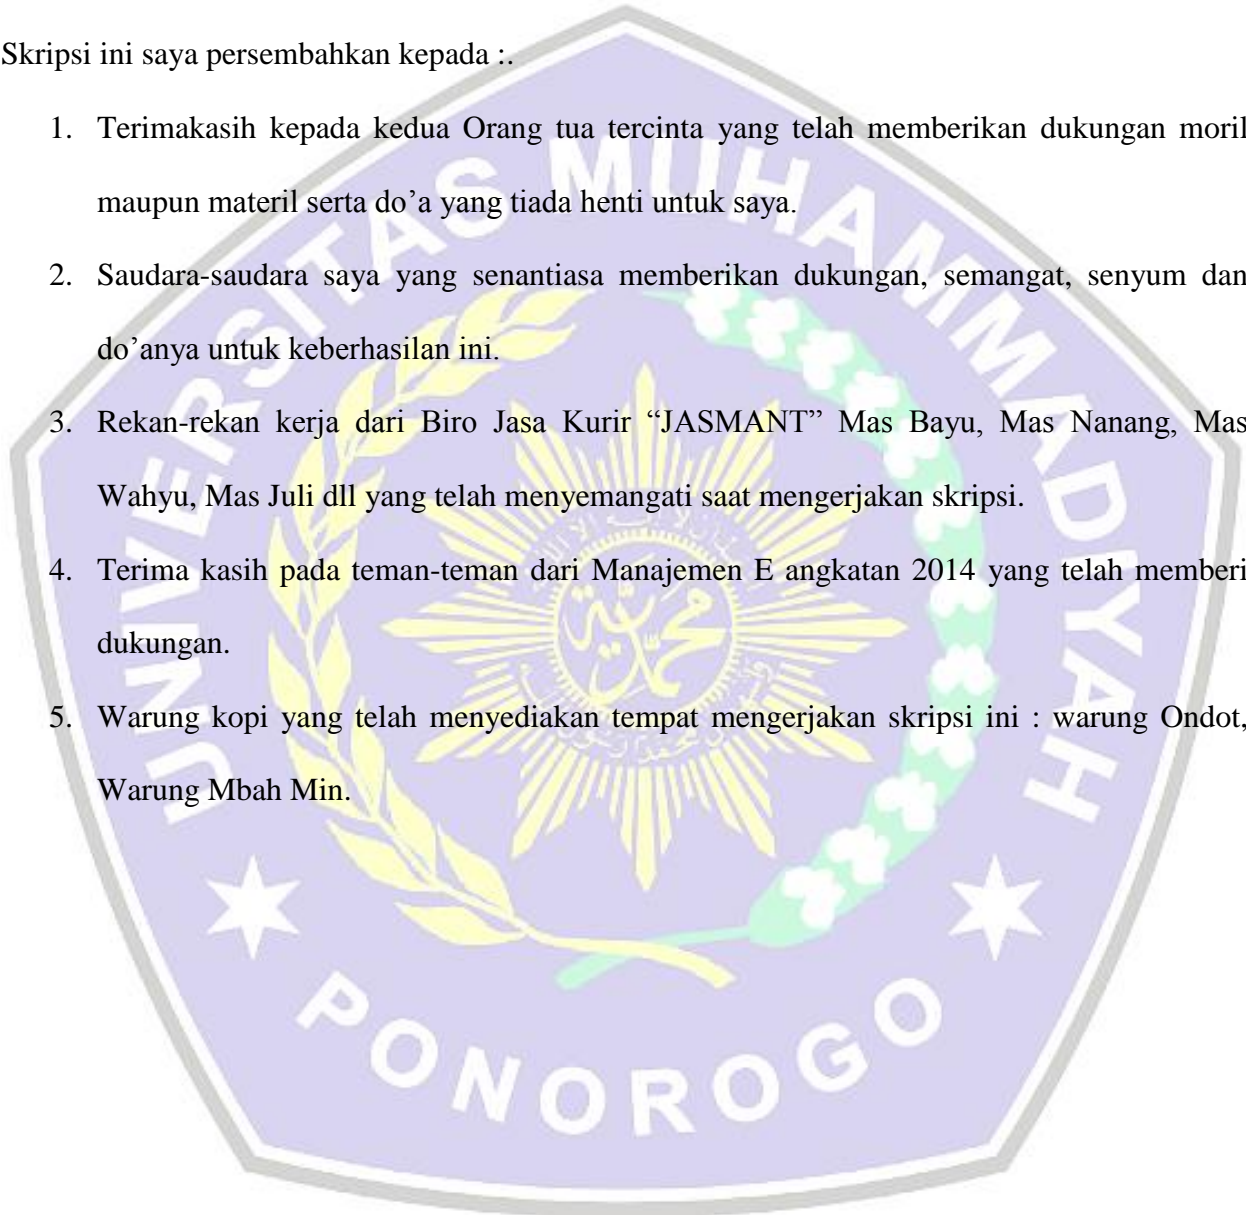 Skripsi ini saya persembahkan kepada :.
1. Terimakasih kepada kedua Orang tua tercinta yang telah memberikan dukungan moril
maupun materil serta do’a yang tiada henti untuk saya.
2. Saudara-saudara saya yang senantiasa memberikan dukungan, semangat, senyum dan
do’anya untuk keberhasilan ini.
3. Rekan-rekan kerja dari Biro Jasa Kurir “JASMANT” Mas Bayu, Mas Nanang, Mas
Wahyu, Mas Juli dll yang telah menyemangati saat mengerjakan skripsi.
4. Terima kasih pada teman-teman dari Manajemen E angkatan 2014 yang telah memberi
dukungan.
5. Warung kopi yang telah menyediakan tempat mengerjakan skripsi ini : warung Ondot,
Warung Mbah Min.
UNIVERSITAS MUHAMMADIYAH
PONOROGO
محمدية